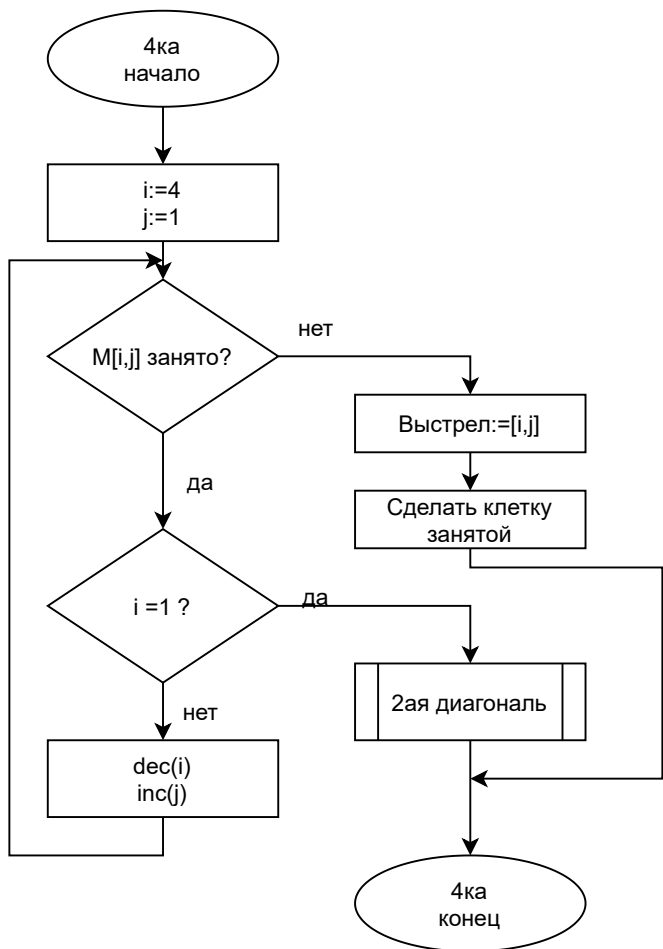 4ка
начало
i:=4
j:=1
M[i,j] занято?
нет
Выстрел:=[i,j]
Сделать клетку
занятой
да
i =1 ?
да
2ая диагональ
нет
dec(i)
inc(j)
4ка
конец